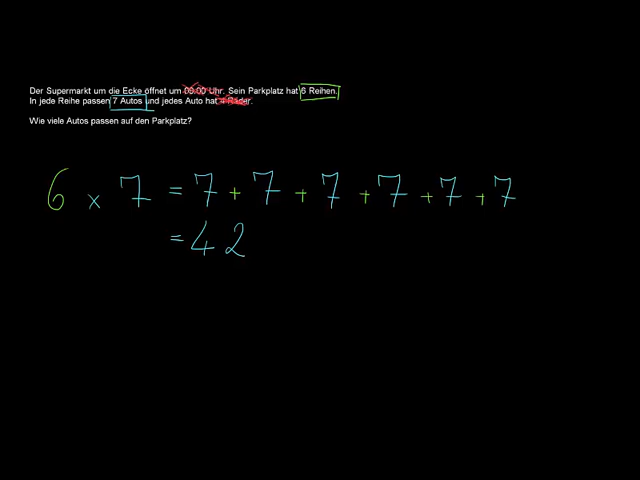 Der Supermarkt um die Ecke öffnet um 09:00 Uhr. Sein Parkplatz hat 6 Reihen.
In jede Reihe passen 7 Autos und jedes Auto hat 4 Räder.
Wie viele Autos passen auf den Parkplatz?
6 x 7 = 7 + 7 + 7 + 7 + 7 + 7
= 42